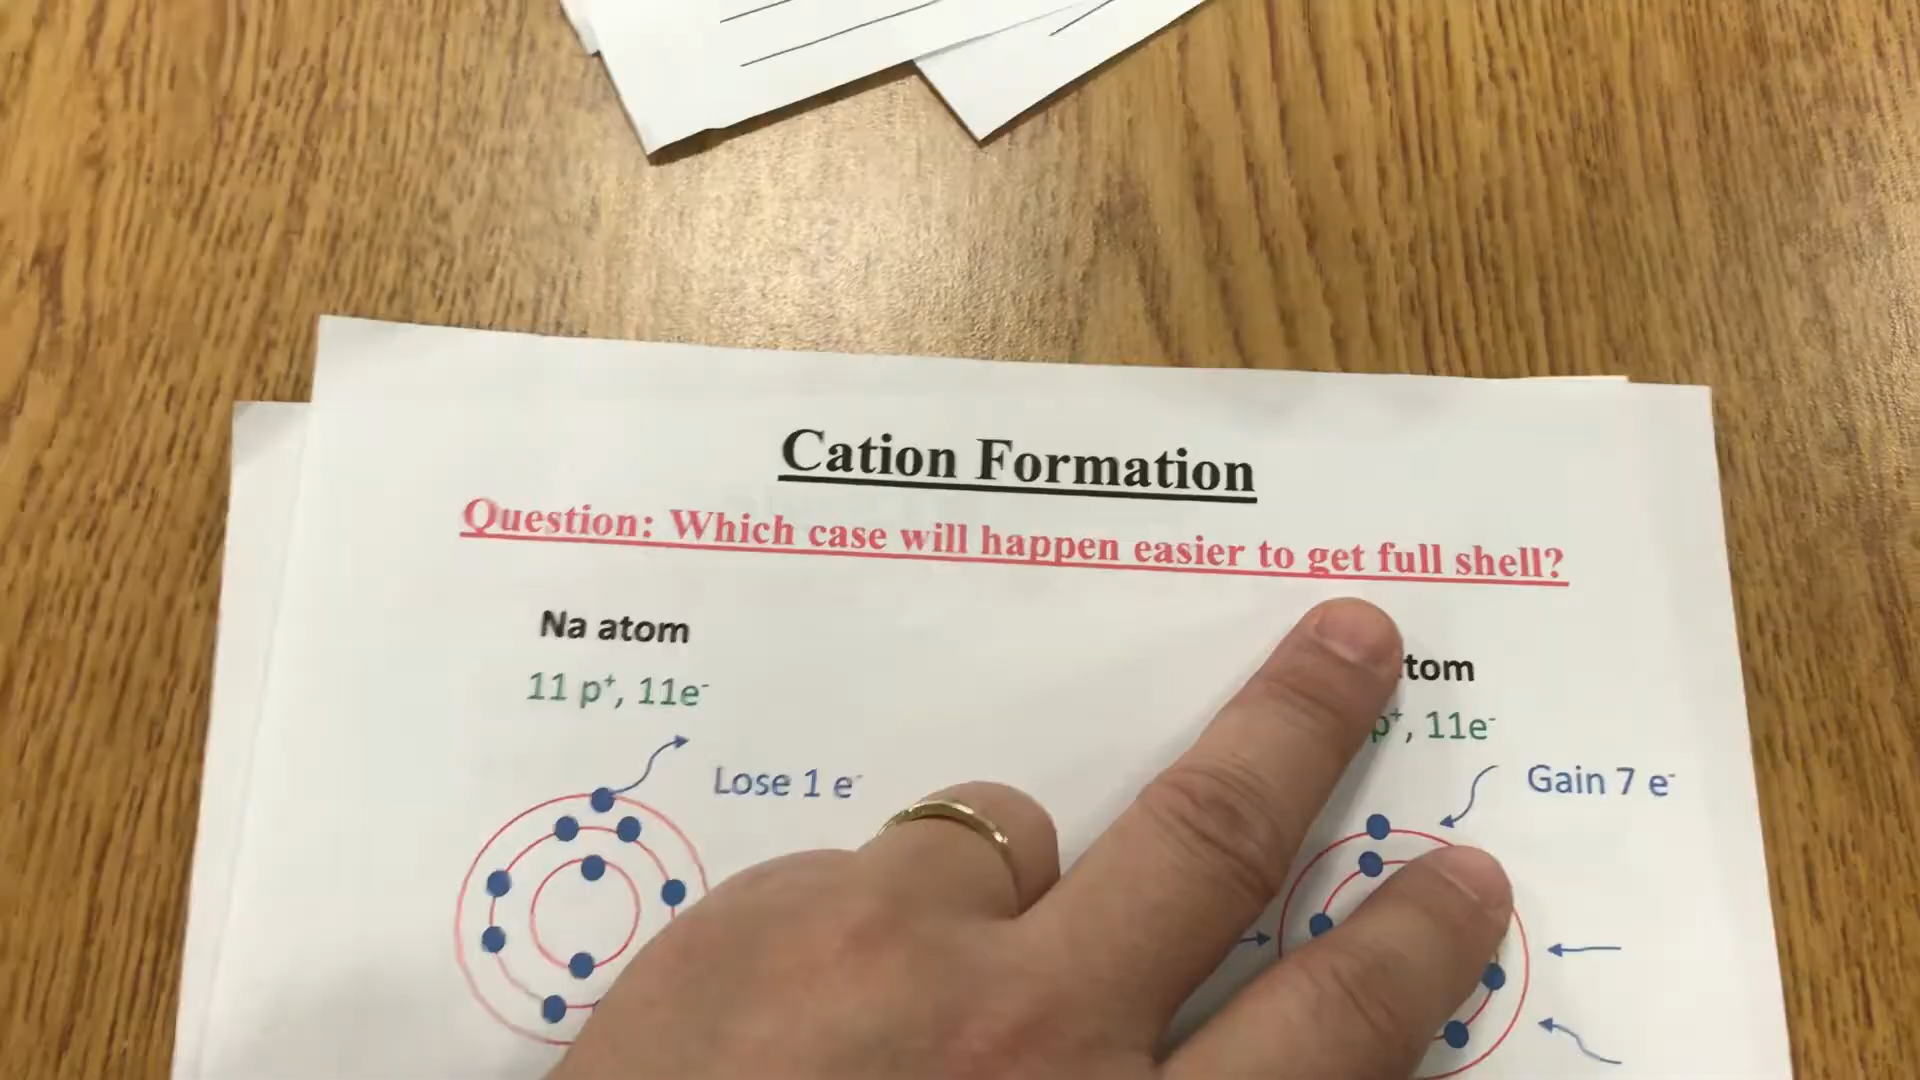 Cation Formation
Question: Which case will happen easier to get full shell?
Na atom
11 p⁺, 11e⁻
Lose 1 e⁻
tom
p⁺, 11e⁻
Gain 7 e⁻